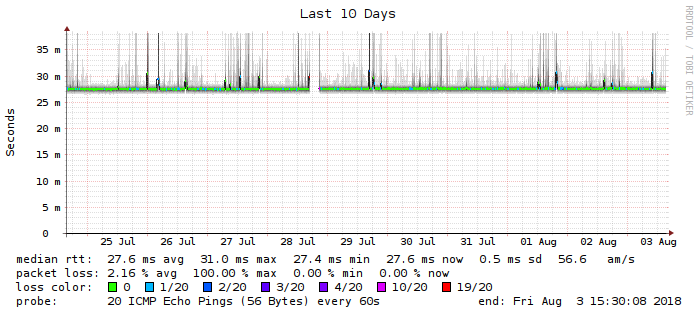 Last 10 Days
RRDTOOL / TOBI OETIKER
Seconds
35 m
30 m
25 m
20 m
15 m
10 m
5 m
0
25 Jul 26 Jul 27 Jul 28 Jul 29 Jul 30 Jul 31 Jul 01 Aug 02 Aug 03 Aug
median rtt: 27.6 ms avg 31.0 ms max 27.4 ms min 27.6 ms now 0.5 ms sd 56.6 am/s
packet loss: 2.16 % avg 100.00 % max 0.00 % min 0.00 % now
loss color: 0 1/20 2/20 3/20 4/20 10/20 19/20
probe: 20 ICMP Echo Pings (56 Bytes) every 60s end: Fri Aug 3 15:30:08 2018